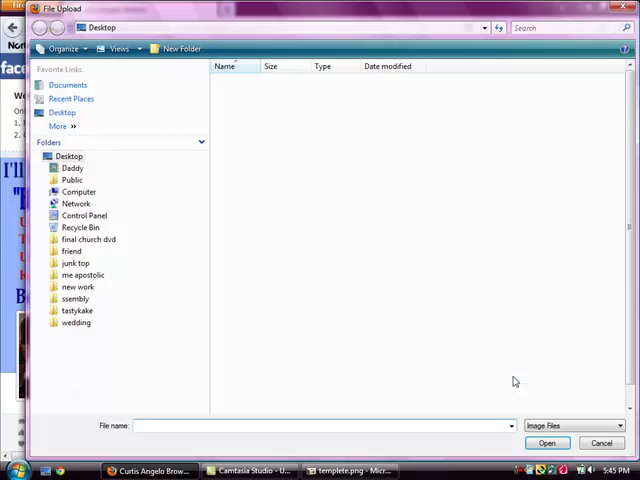 File Upload
Desktop
Search
Organize
Views
New Folder
Favorite Links
Name
Size
Type
Date modified
Documents
Recent Places
Desktop
More »
Folders
Desktop
Daddy
Public
Computer
Network
Control Panel
Recycle Bin
final church dvd
friend
junk top
me apostolic
new work
ssembly
tastykake
wedding
File name:
Image Files
Open
Cancel
Curtis Angelo Brow...
Camtasia Studio - U...
templete.png - Micr...
5:45 PM
face
I'll